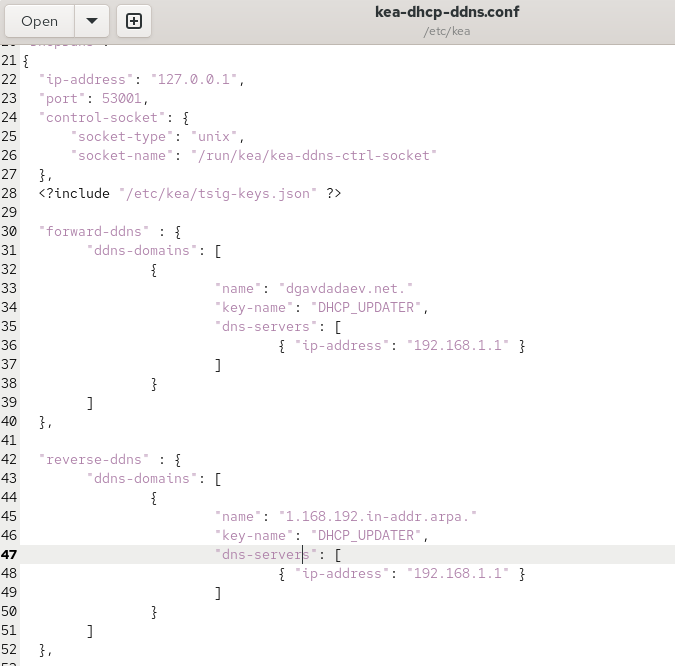 Open
kea-dhcp-ddns.conf
/etc/kea
21 {
22   "ip-address": "127.0.0.1",
23   "port": 53001,
24   "control-socket": {
25       "socket-type": "unix",
26       "socket-name": "/run/kea/kea-ddns-ctrl-socket"
27   },
28   <?include "/etc/kea/tsig-keys.json" ?>
29
30   "forward-ddns" : {
31         "ddns-domains": [
32                 {
33                         "name": "dgavdadaev.net."
34                         "key-name": "DHCP_UPDATER",
35                         "dns-servers": [
36                                 { "ip-address": "192.168.1.1" }
37                         ]
38                 }
39         ]
40   },
41
42   "reverse-ddns" : {
43         "ddns-domains": [
44                 {
45                         "name": "1.168.192.in-addr.arpa."
46                         "key-name": "DHCP_UPDATER",
47                         "dns-servers": [
48                                 { "ip-address": "192.168.1.1" }
49                         ]
50                 }
51         ]
52   },